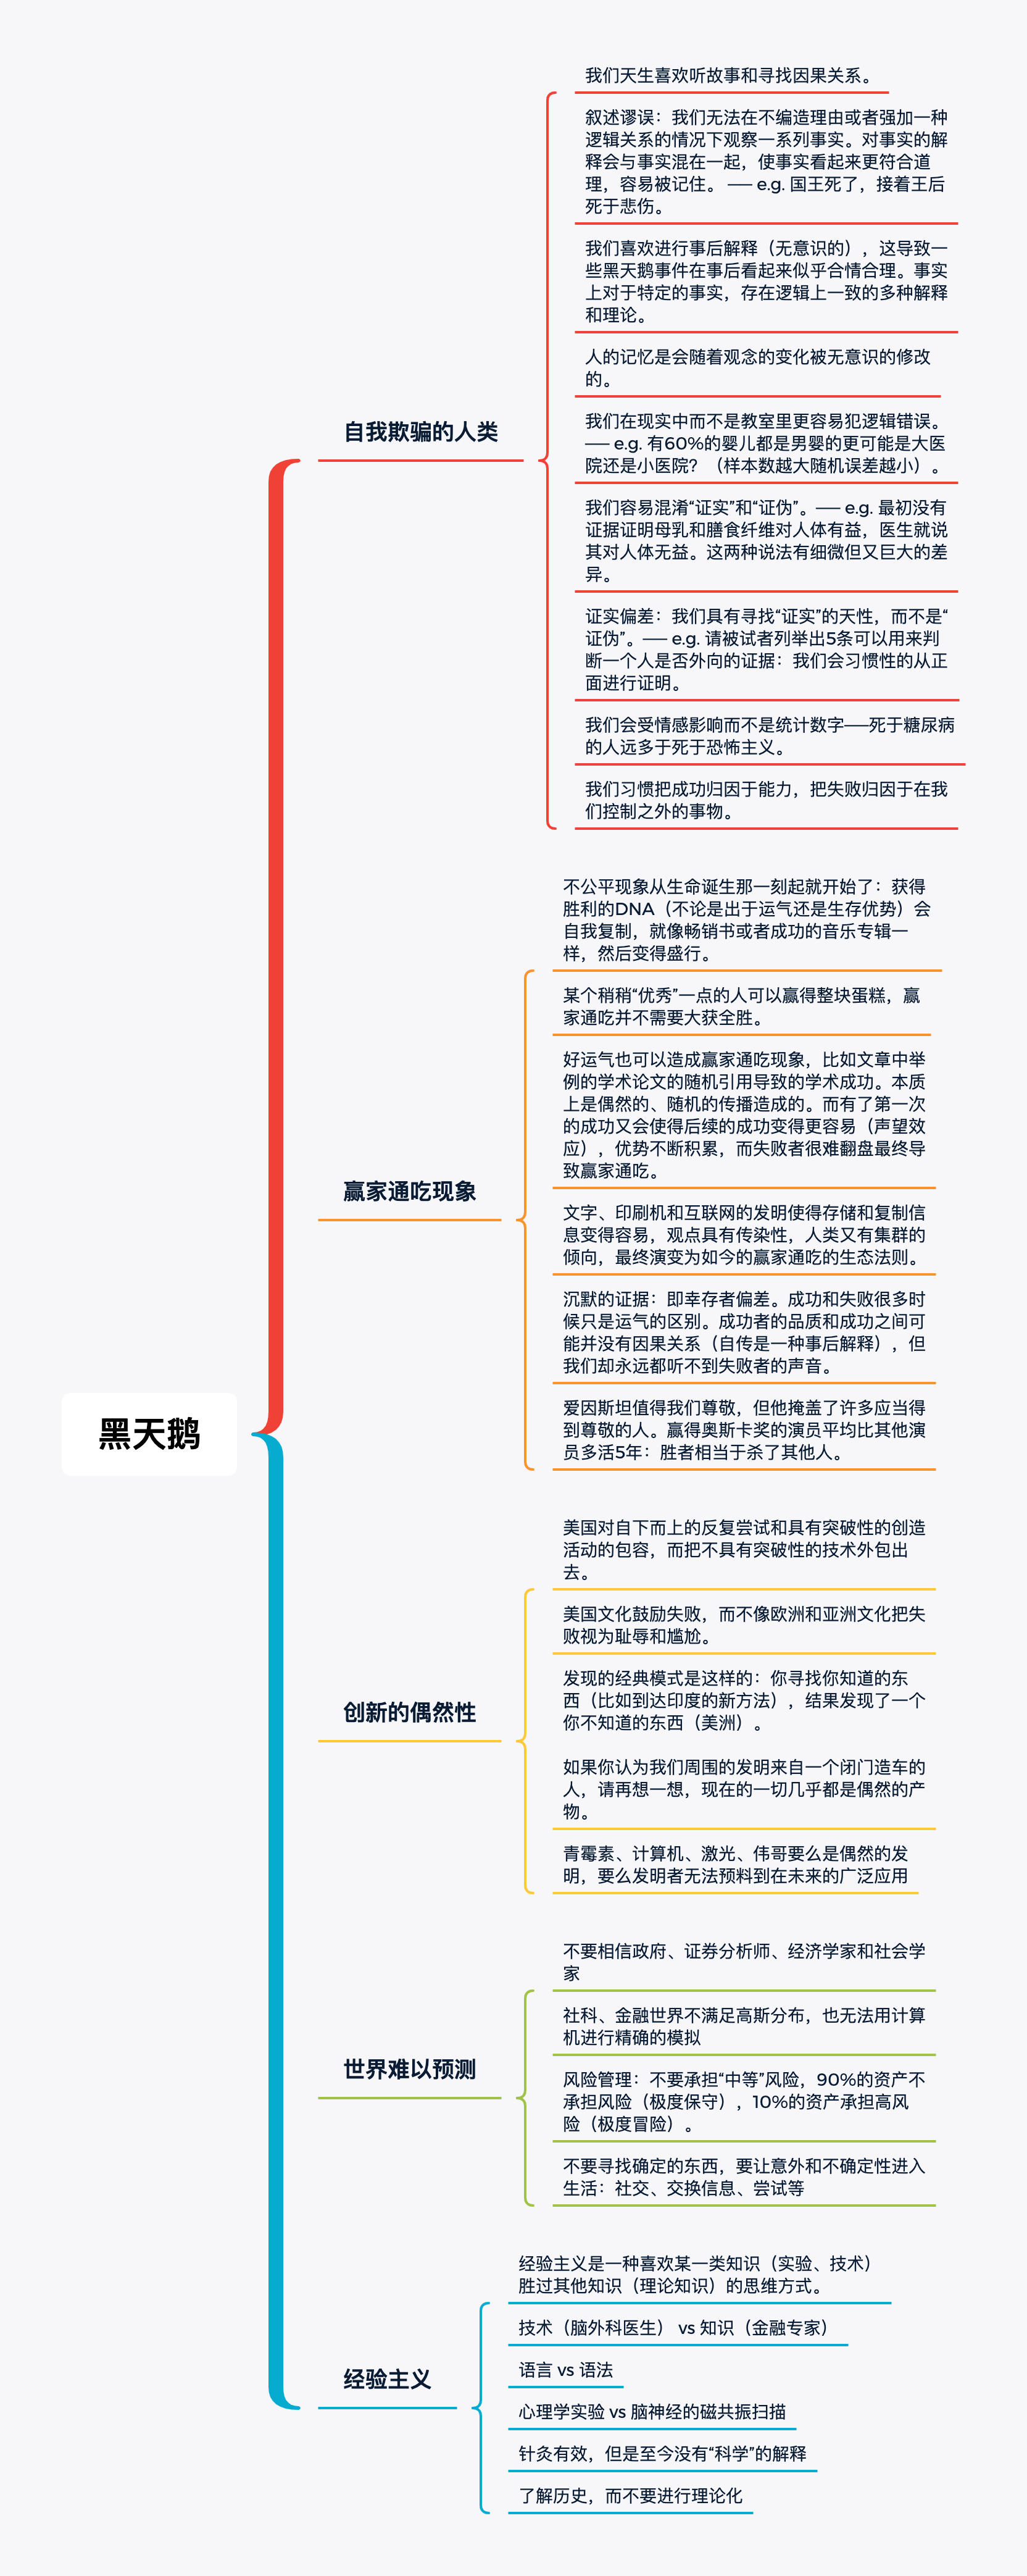 黑天鹅
自我欺骗的人类
我们天生喜欢听故事和寻找因果关系。
叙述谬误：我们无法在不编造理由或者强加一种
逻辑关系的情况下观察一系列事实。对事实的解
释会与事实混在一起，使事实看起来更符合道
理，容易被记住。 —— e.g. 国王死了，接着王后
死于悲伤。
我们喜欢进行事后解释（无意识的），这导致一
些黑天鹅事件在事后看起来似乎合情合理。事实
上对于特定的事实，存在逻辑上一致的多种解释
和理论。
人的记忆是会随着观念的变化被无意识的修改
的。
我们在现实中而不是教室里更容易犯逻辑错误。
—— e.g. 有60%的婴儿都是男婴的更可能是大医
院还是小医院？（样本数越大随机误差越小）。
我们容易混淆“证实”和“证伪”。—— e.g. 最初没有
证据证明母乳和膳食纤维对人体有益，医生就说
其对人体无益。这两种说法有细微但又巨大的差
异。
证实偏差：我们具有寻找“证实”的天性，而不是“
证伪”。—— e.g. 请被试者列举出5条可以用来判
断一个人是否外向的证据：我们会习惯性的从正
面进行证明。
我们会受情感影响而不是统计数字——死于糖尿病
的人远多于死于恐怖主义。
我们习惯把成功归因于能力，把失败归因于在我
们控制之外的事物。
赢家通吃现象
不公平现象从生命诞生那一刻起就开始了：获得
胜利的DNA（不论是出于运气还是生存优势）会
自我复制，就像畅销书或者成功的音乐专辑一
样，然后变得盛行。
某个稍稍“优秀”一点的人可以赢得整块蛋糕，赢
家通吃并不需要大获全胜。
好运气也可以造成赢家通吃现象，比如文章中举
例的学术论文的随机引用导致的学术成功。本质
上是偶然的、随机的传播造成的。而有了第一次
的成功又会使得后续的成功变得更容易（声望效
应），优势不断积累，而失败者很难翻盘最终导
致赢家通吃。
文字、印刷机和互联网的发明使得存储和复制信
息变得容易，观点具有传染性，人类又有集群的
倾向，最终演变为如今的赢家通吃的生态法则。
沉默的证据：即幸存者偏差。成功和失败很多时
候只是运气的区别。成功者的品质和成功之间可
能并没有因果关系（自传是一种事后解释），但
我们却永远都听不到失败者的声音。
爱因斯坦值得我们尊敬，但他掩盖了许多应当得
到尊敬的人。赢得奥斯卡奖的演员平均比其他演
员多活5年：胜者相当于杀了其他人。
创新的偶然性
美国对自下而上的反复尝试和具有突破性的创造
活动的包容，而把不具有突破性的技术外包出
去。
美国文化鼓励失败，而不像欧洲和亚洲文化把失
败视为耻辱和尴尬。
发现的经典模式是这样的：你寻找你知道的东
西（比如到达印度的新方法），结果发现了一个
你不知道的东西（美洲）。
如果你认为我们周围的发明来自一个闭门造车的
人，请再想一想，现在的一切几乎都是偶然的产
物。
青霉素、计算机、激光、伟哥要么是偶然的发
明，要么发明者无法预料到在未来的广泛应用
世界难以预测
不要相信政府、证券分析师、经济学家和社会学
家
社科、金融世界不满足高斯分布，也无法用计算
机进行精确的模拟
风险管理：不要承担“中等”风险，90%的资产不
承担风险（极度保守），10%的资产承担高风
险（极度冒险）。
不要寻找确定的东西，要让意外和不确定性进入
生活：社交、交换信息、尝试等
经验主义
经验主义是一种喜欢某一类知识（实验、技术）
胜过其他知识（理论知识）的思维方式。
技术（脑外科医生） vs 知识（金融专家）
语言 vs 语法
心理学实验 vs 脑神经的磁共振扫描
针灸有效，但是至今没有“科学”的解释
了解历史，而不要进行理论化